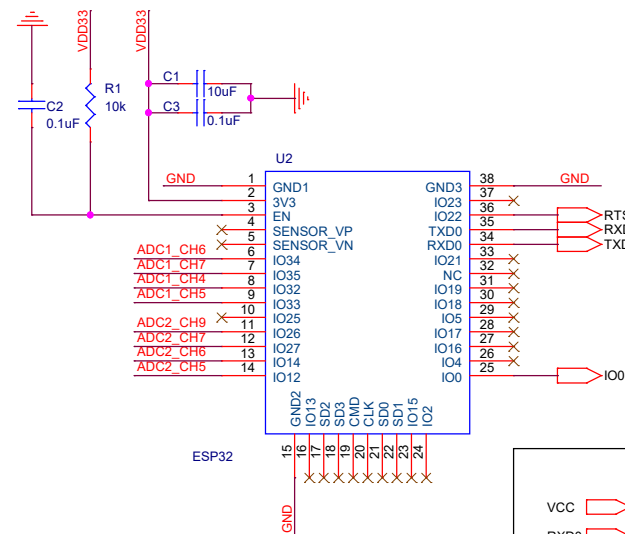 VDD33
VDD33
C2
0.1uF
R1
10k
C1
10uF
C3
0.1uF
U2
GND
1
GND1
2
3V3
3
EN
4
SENSOR_VP
5
SENSOR_VN
ADC1_CH6
6
IO34
ADC1_CH7
7
IO35
ADC1_CH4
8
IO32
ADC1_CH5
9
IO33
10
IO25
ADC2_CH9
11
IO26
ADC2_CH7
12
IO27
ADC2_CH6
13
IO14
ADC2_CH5
14
IO12
GND3
38
GND
IO23
37
IO22
36
RTS
TXD0
35
RXD
RXD0
34
TXD
IO21
33
NC
32
IO19
31
IO18
30
IO5
29
IO17
28
IO16
27
IO4
26
IO0
25
IO0
GND2
IO13
SD2
SD3
CMD
CLK
SD0
SD1
IO15
IO2
15
16
17
18
19
20
21
22
23
24
ESP32
GND
VCC